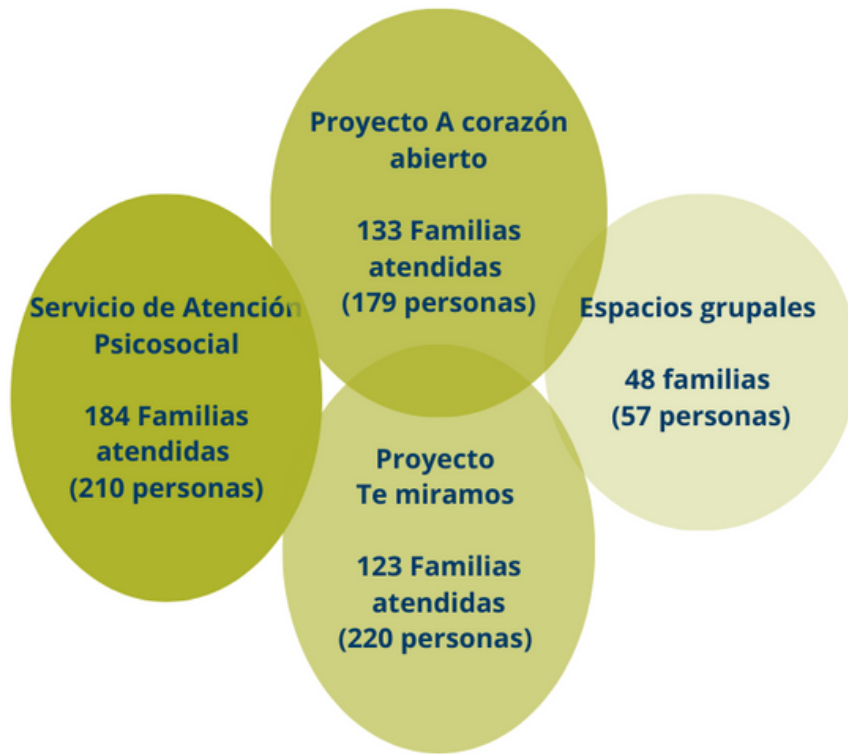 Proyecto A corazón
abierto
133 Familias
atendidas
(179 personas)
Servicio de Atención
Psicosocial
184 Familias
atendidas
(210 personas)
Espacios grupales
48 familias
(57 personas)
Proyecto
Te miramos
123 Familias
atendidas
(220 personas)